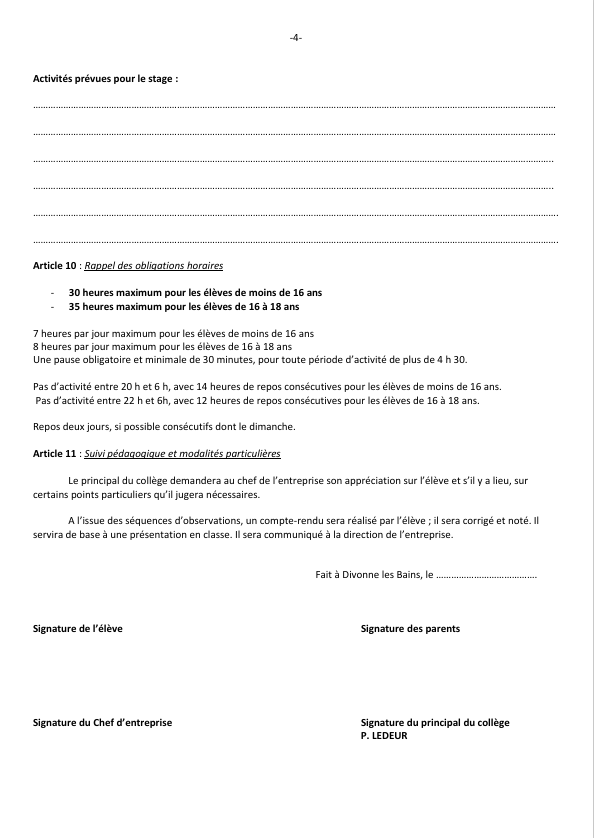 -4-
Activités prévues pour le stage :
…………………………………………………………………………………………………………………………………………………………………
…………………………………………………………………………………………………………………………………………………………………
…………………………………………………………………………………………………………………………………………………………………..
…………………………………………………………………………………………………………………………………………………………………..
…………………………………………………………………………………………………………………………………………………………………….
…………………………………………………………………………………………………………………………………………………………………….
Article 10 : Rappel des obligations horaires
- 30 heures maximum pour les élèves de moins de 16 ans
- 35 heures maximum pour les élèves de 16 à 18 ans
7 heures par jour maximum pour les élèves de moins de 16 ans
8 heures par jour maximum pour les élèves de 16 à 18 ans
Une pause obligatoire et minimale de 30 minutes, pour toute période d’activité de plus de 4 h 30.
Pas d’activité entre 20 h et 6 h, avec 14 heures de repos consécutives pour les élèves de moins de 16 ans.
Pas d’activité entre 22 h et 6h, avec 12 heures de repos consécutives pour les élèves de 16 à 18 ans.
Repos deux jours, si possible consécutifs dont le dimanche.
Article 11 : Suivi pédagogique et modalités particulières
Le principal du collège demandera au chef de l’entreprise son appréciation sur l’élève et s’il y a lieu, sur
certains points particuliers qu’il jugera nécessaires.
A l’issue des séquences d’observations, un compte-rendu sera réalisé par l’élève ; il sera corrigé et noté. Il
servira de base à une présentation en classe. Il sera communiqué à la direction de l’entreprise.
Fait à Divonne les Bains, le ………………………………….
Signature de l’élève Signature des parents
Signature du Chef d’entreprise Signature du principal du collège
P. LEDEUR